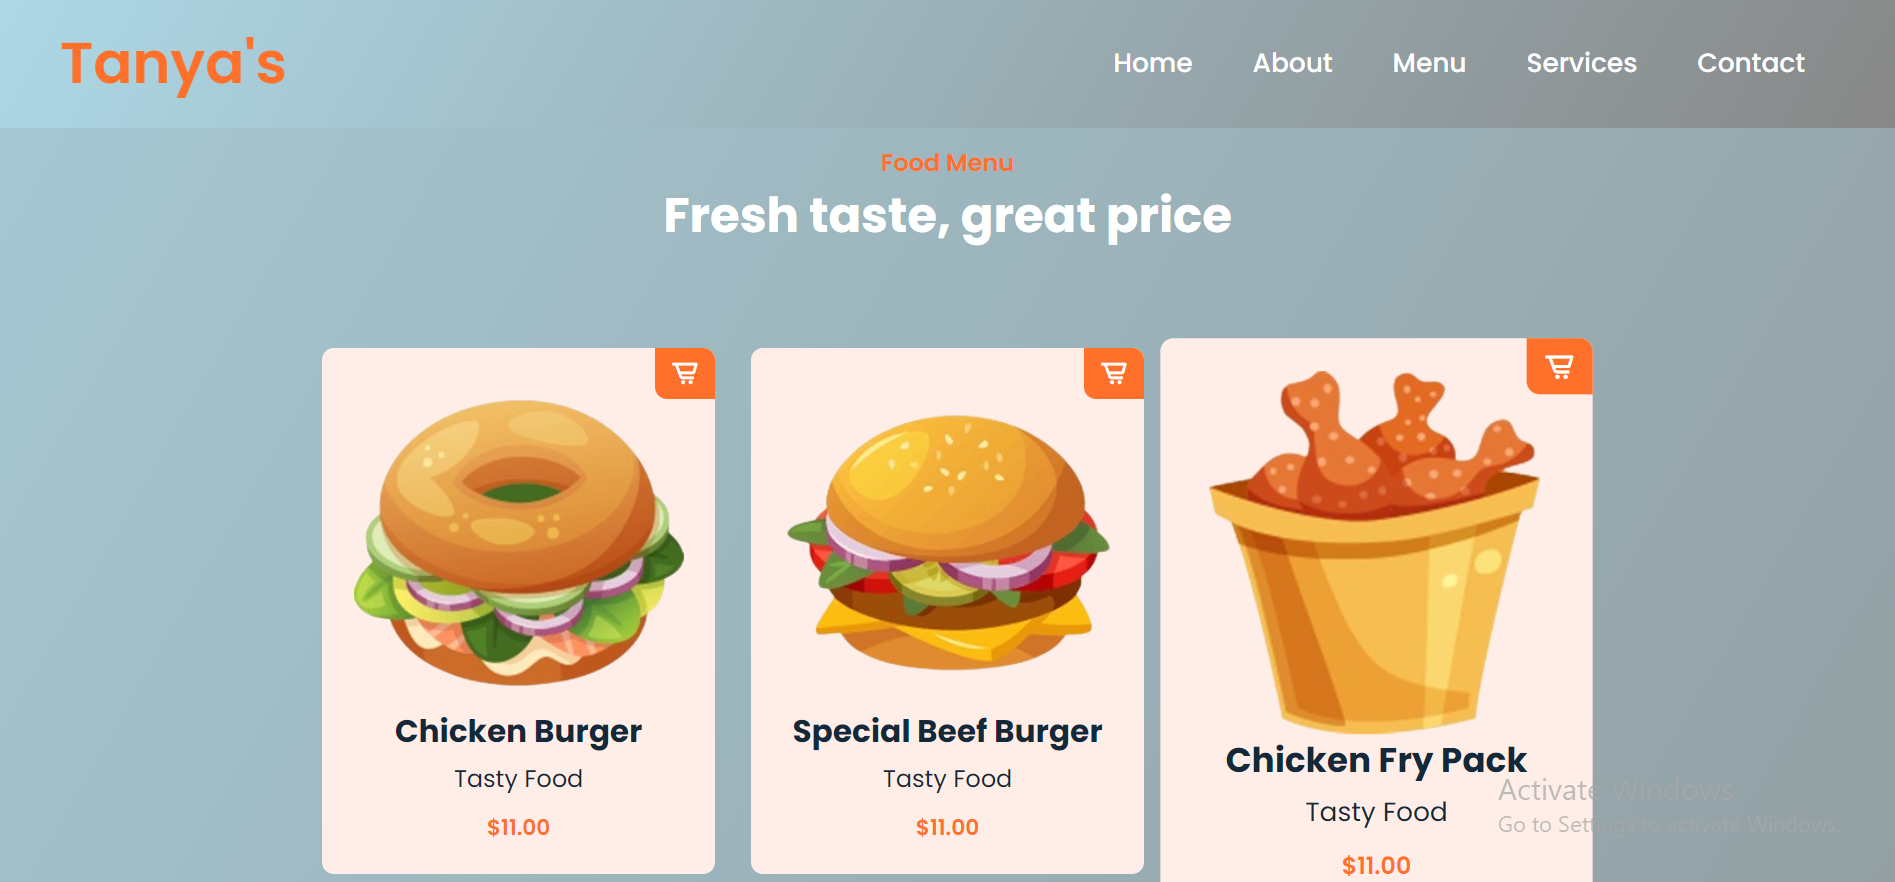 Tanya's
Home About Menu Services Contact
Food Menu
Fresh taste, great price
Chicken Burger
Tasty Food
$11.00
Special Beef Burger
Tasty Food
$11.00
Chicken Fry Pack
Tasty Food
$11.00
Activate Windows
Go to Settings to activate Windows.